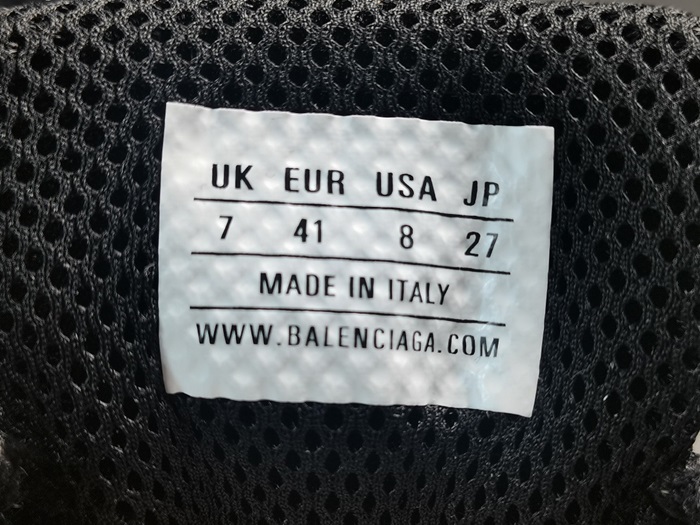 UK EUR USA JP
7 41 8 27
MADE IN ITALY
WWW.BALENCIAGA.COM